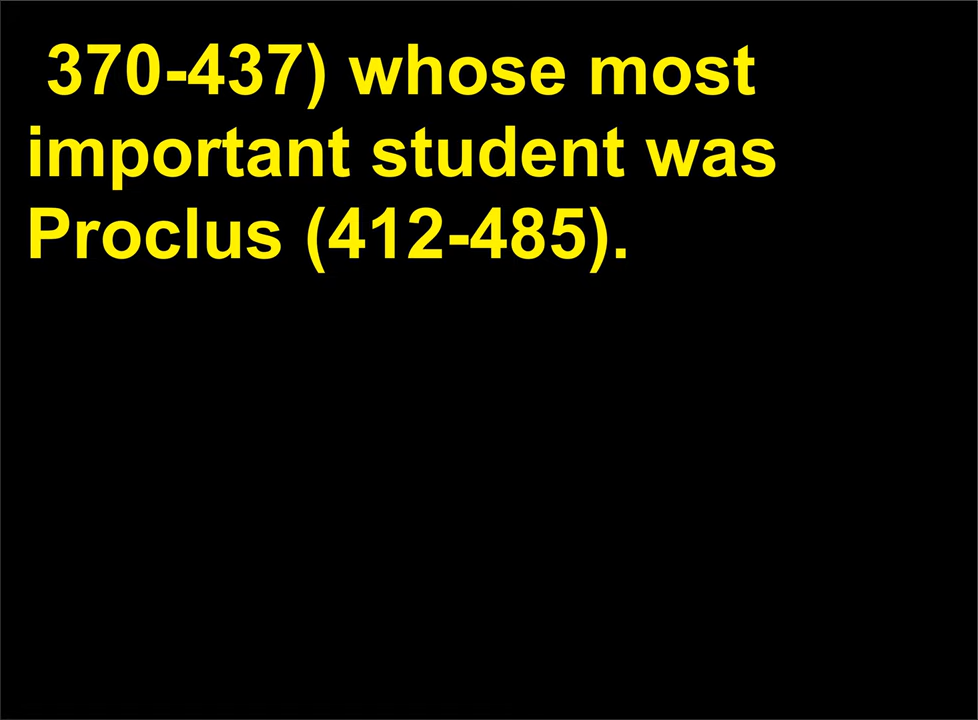 370-437) whose most
important student was
Proclus (412-485).